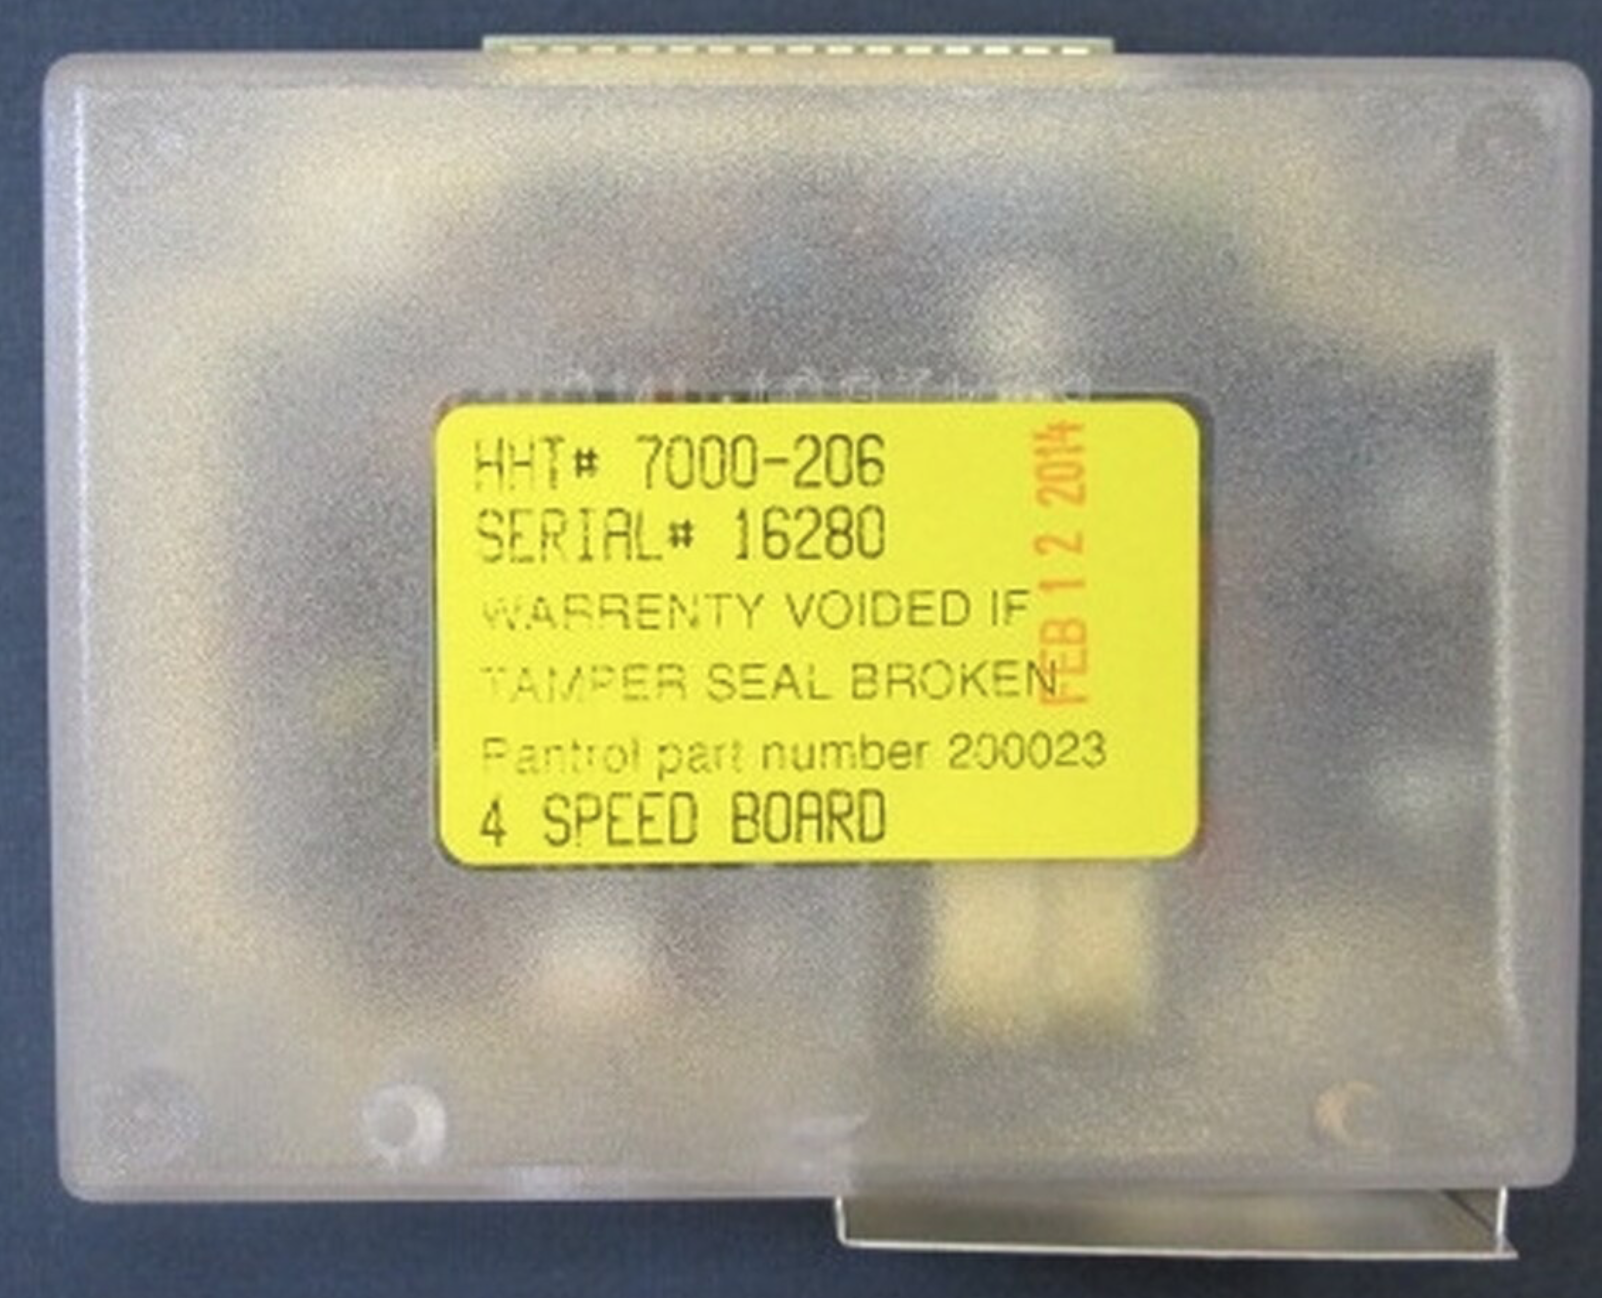 HHT# 7000-206
SERIAL# 16280
WARRENTY VOIDED IF
TAMPER SEAL BROKEN
Pantrol part number 200023
4 SPEED BOARD
FEB 12 2014